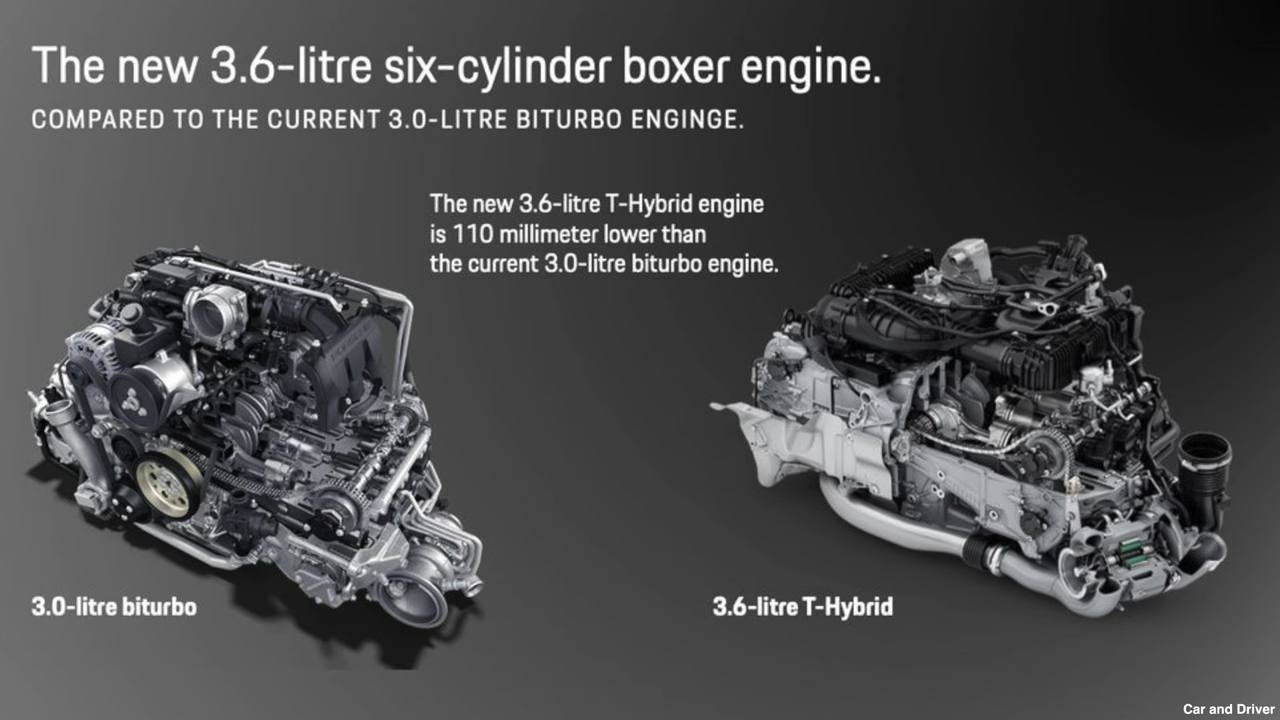 The new 3.6-litre six-cylinder boxer engine.
COMPARED TO THE CURRENT 3.0-LITRE BITURBO ENGINGE.
The new 3.6-litre T-Hybrid engine
is 110 millimeter lower than
the current 3.0-litre biturbo engine.
3.0-litre biturbo
3.6-litre T-Hybrid
Car and Driver